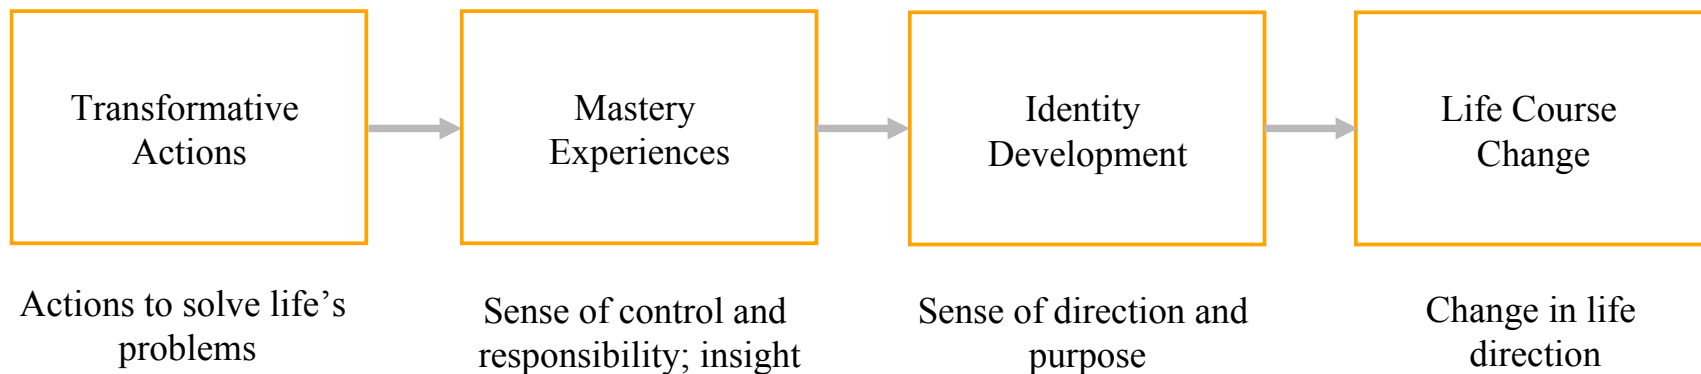 Transformative
Actions
Mastery
Experiences
Identity
Development
Life Course
Change
Actions to solve life’s
problems
Sense of control and
responsibility; insight
Sense of direction and
purpose
Change in life
direction